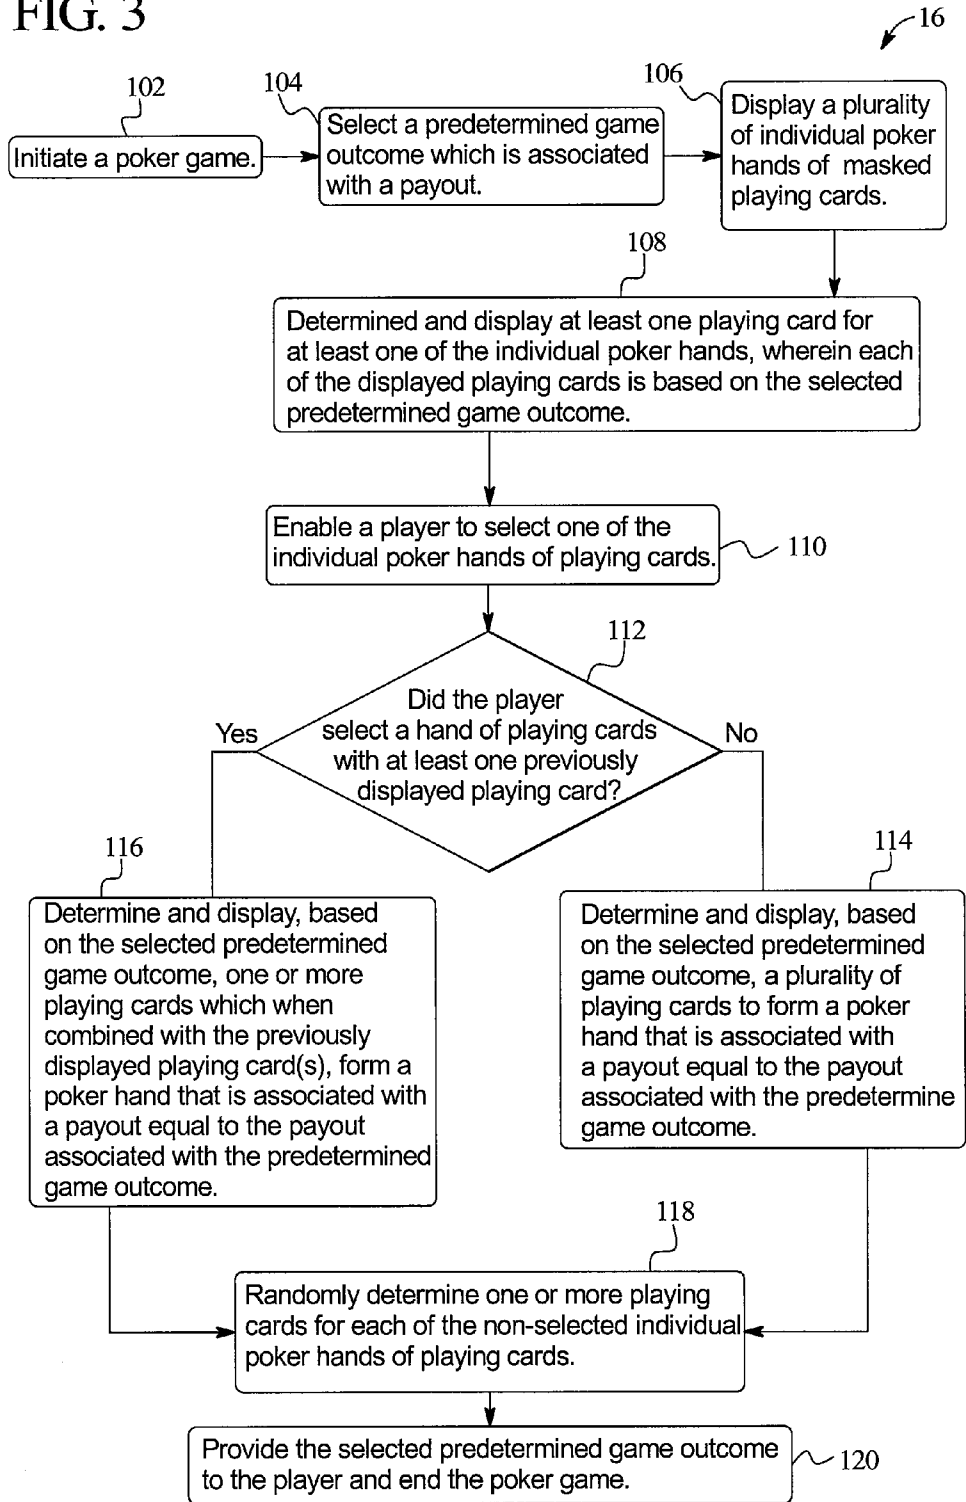 FIG. 3
16
102
Initiate a poker game.
104
Select a predetermined game
outcome which is associated
with a payout.
106
Display a plurality
of individual poker
hands of masked
playing cards.
108
Determined and display at least one playing card for
at least one of the individual poker hands, wherein each
of the displayed playing cards is based on the selected
predetermined game outcome.
Enable a player to select one of the
individual poker hands of playing cards.
110
112
Did the player
select a hand of playing cards
with at least one previously
displayed playing card?
Yes
No
116
Determine and display, based
on the selected predetermined
game outcome, one or more
playing cards which when
combined with the previously
displayed playing card(s), form a
poker hand that is associated with
a payout equal to the payout
associated with the predetermined
game outcome.
114
Determine and display, based
on the selected predetermined
game outcome, a plurality of
playing cards to form a poker
hand that is associated with
a payout equal to the payout
associated with the predetermine
game outcome.
118
Randomly determine one or more playing
cards for each of the non-selected individual
poker hands of playing cards.
Provide the selected predetermined game outcome
to the player and end the poker game.
120